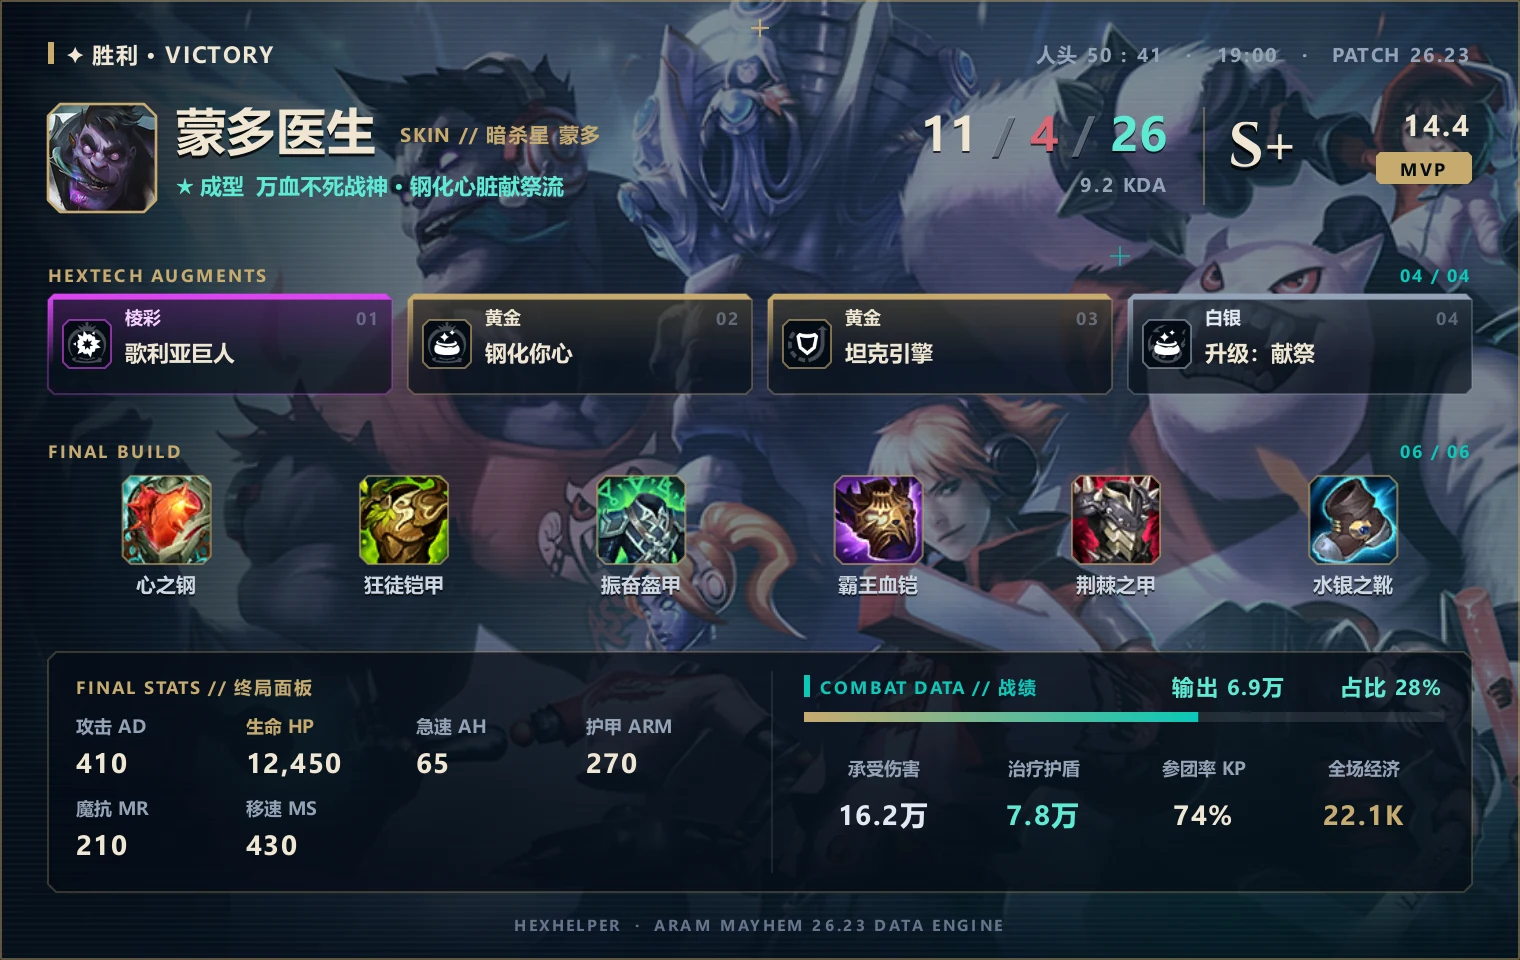 ✦ 胜利 • VICTORY
人头 50 : 41 · 19:00 · PATCH 26.23
蒙多医生 SKIN // 暗杀星 蒙多
★ 成型 万血不死战神 • 钢化心脏献祭流
11 / 4 / 26
9.2 KDA
S+
14.4
MVP
HEXTECH AUGMENTS 04 / 04
棱彩 01
歌利亚巨人
黄金 02
钢化你心
黄金 03
坦克引擎
白银 04
升级：献祭
FINAL BUILD 06 / 06
心之钢 狂徒铠甲 振奋盔甲 霸王血铠 荆棘之甲 水银之靴
FINAL STATS // 终局面板
攻击 AD 生命 HP 急速 AH 护甲 ARM
410 12,450 65 270
魔抗 MR 移速 MS
210 430
COMBAT DATA // 战绩 输出 6.9万 占比 28%
承受伤害 治疗护盾 参团率 KP 全场经济
16.2万 7.8万 74% 22.1K
HEXHELPER · ARAM MAYHEM 26.23 DATA ENGINE